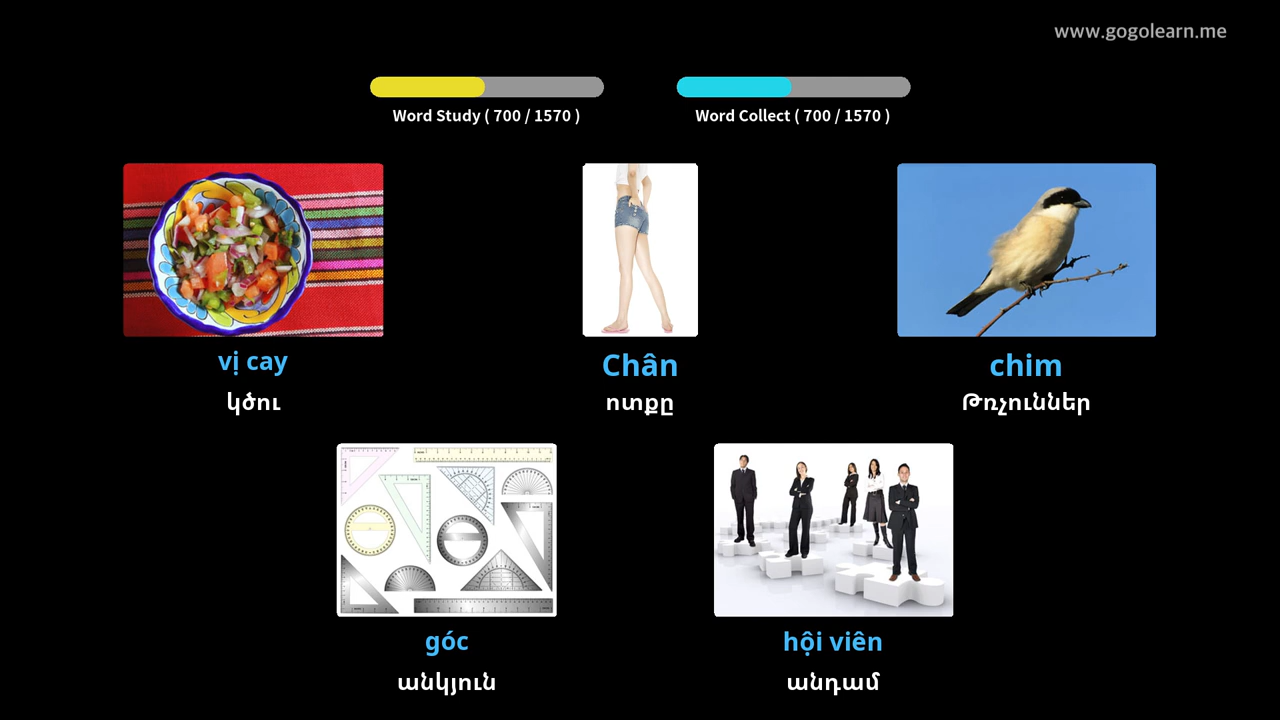 www.gogolearn.me
Word Study ( 700 / 1570 )
Word Collect ( 700 / 1570 )
vị cay
կծու
Chân
ոտքը
chim
Թռչուններ
góc
անկյուն
hội viên
անդամ